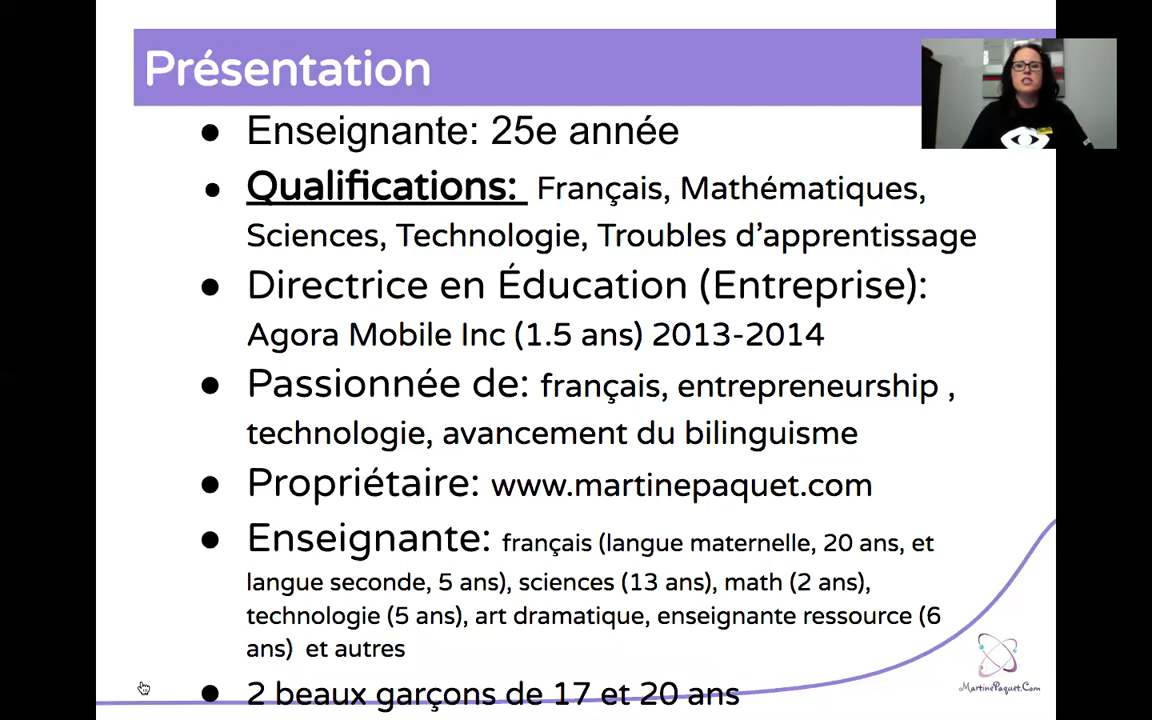 Présentation
● Enseignante: 25e année
● Qualifications: Français, Mathématiques,
Sciences, Technologie, Troubles d’apprentissage
● Directrice en Éducation (Entreprise):
Agora Mobile Inc (1.5 ans) 2013-2014
● Passionnée de: français, entrepreneurship ,
technologie, avancement du bilinguisme
● Propriétaire: www.martinepaquet.com
● Enseignante: français (langue maternelle, 20 ans, et
langue seconde, 5 ans), sciences (13 ans), math (2 ans),
technologie (5 ans), art dramatique, enseignante ressource (6
ans) et autres
● 2 beaux garçons de 17 et 20 ans
MartinePaquet.Com